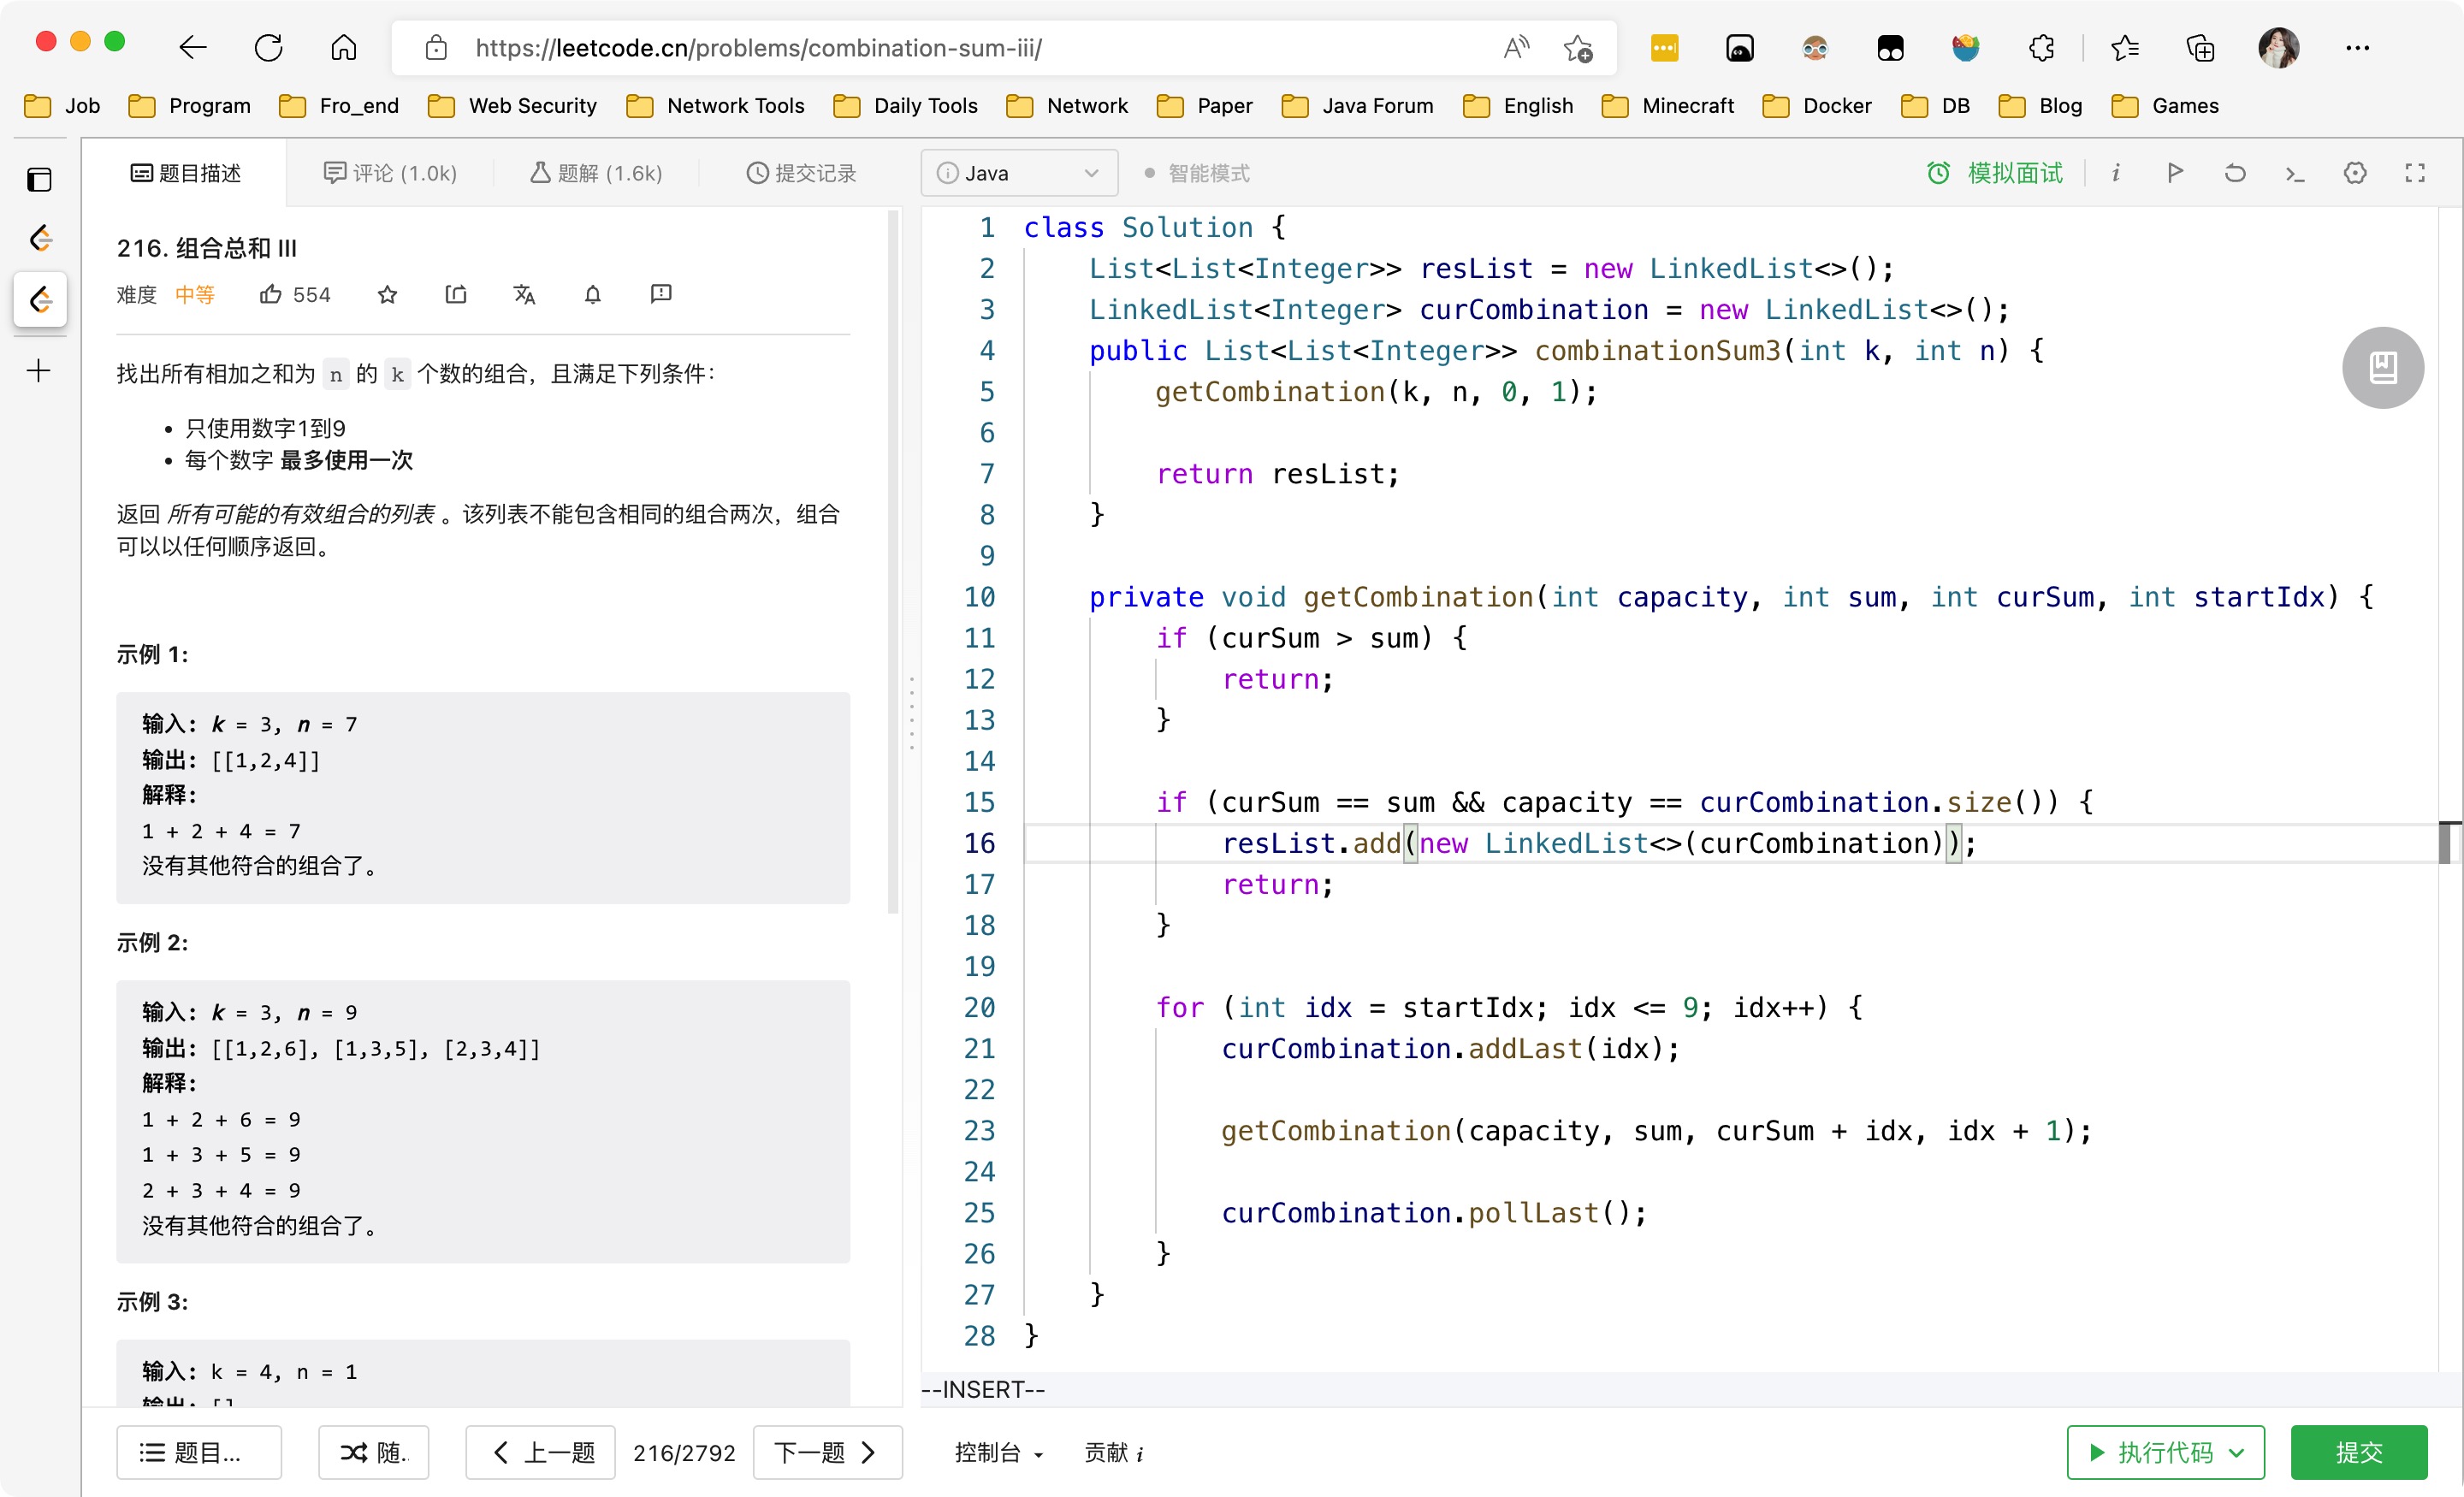 https://leetcode.cn/problems/combination-sum-iii/
Job Program Fro_end Web Security Network Tools Daily Tools Network Paper Java Forum English Minecraft Docker DB Blog Games
题目描述 评论 (1.0k) 题解 (1.6k) 提交记录
Java 智能模式 模拟面试
216. 组合总和 III
难度 中等 554
找出所有相加之和为 n 的 k 个数的组合，且满足下列条件：
• 只使用数字1到9
• 每个数字 最多使用一次
返回 所有可能的有效组合的列表 。该列表不能包含相同的组合两次，组合
可以以任何顺序返回。
示例 1:
输入: k = 3, n = 7
输出: [[1,2,4]]
解释:
1 + 2 + 4 = 7
没有其他符合的组合了。
示例 2:
输入: k = 3, n = 9
输出: [[1,2,6], [1,3,5], [2,3,4]]
解释:
1 + 2 + 6 = 9
1 + 3 + 5 = 9
2 + 3 + 4 = 9
没有其他符合的组合了。
示例 3:
输入: k = 4, n = 1
输出: []
1 class Solution {
2 List<List<Integer>> resList = new LinkedList<>();
3 LinkedList<Integer> curCombination = new LinkedList<>();
4 public List<List<Integer>> combinationSum3(int k, int n) {
5 getCombination(k, n, 0, 1);
6
7 return resList;
8 }
9
10 private void getCombination(int capacity, int sum, int curSum, int startIdx) {
11 if (curSum > sum) {
12 return;
13 }
14
15 if (curSum == sum && capacity == curCombination.size()) {
16 resList.add(new LinkedList<>(curCombination));
17 return;
18 }
19
20 for (int idx = startIdx; idx <= 9; idx++) {
21 curCombination.addLast(idx);
22
23 getCombination(capacity, sum, curSum + idx, idx + 1);
24
25 curCombination.pollLast();
26 }
27 }
28 }
--INSERT--
题目... 随.. 上一题 216/2792 下一题 控制台 贡献 i 执行代码 提交